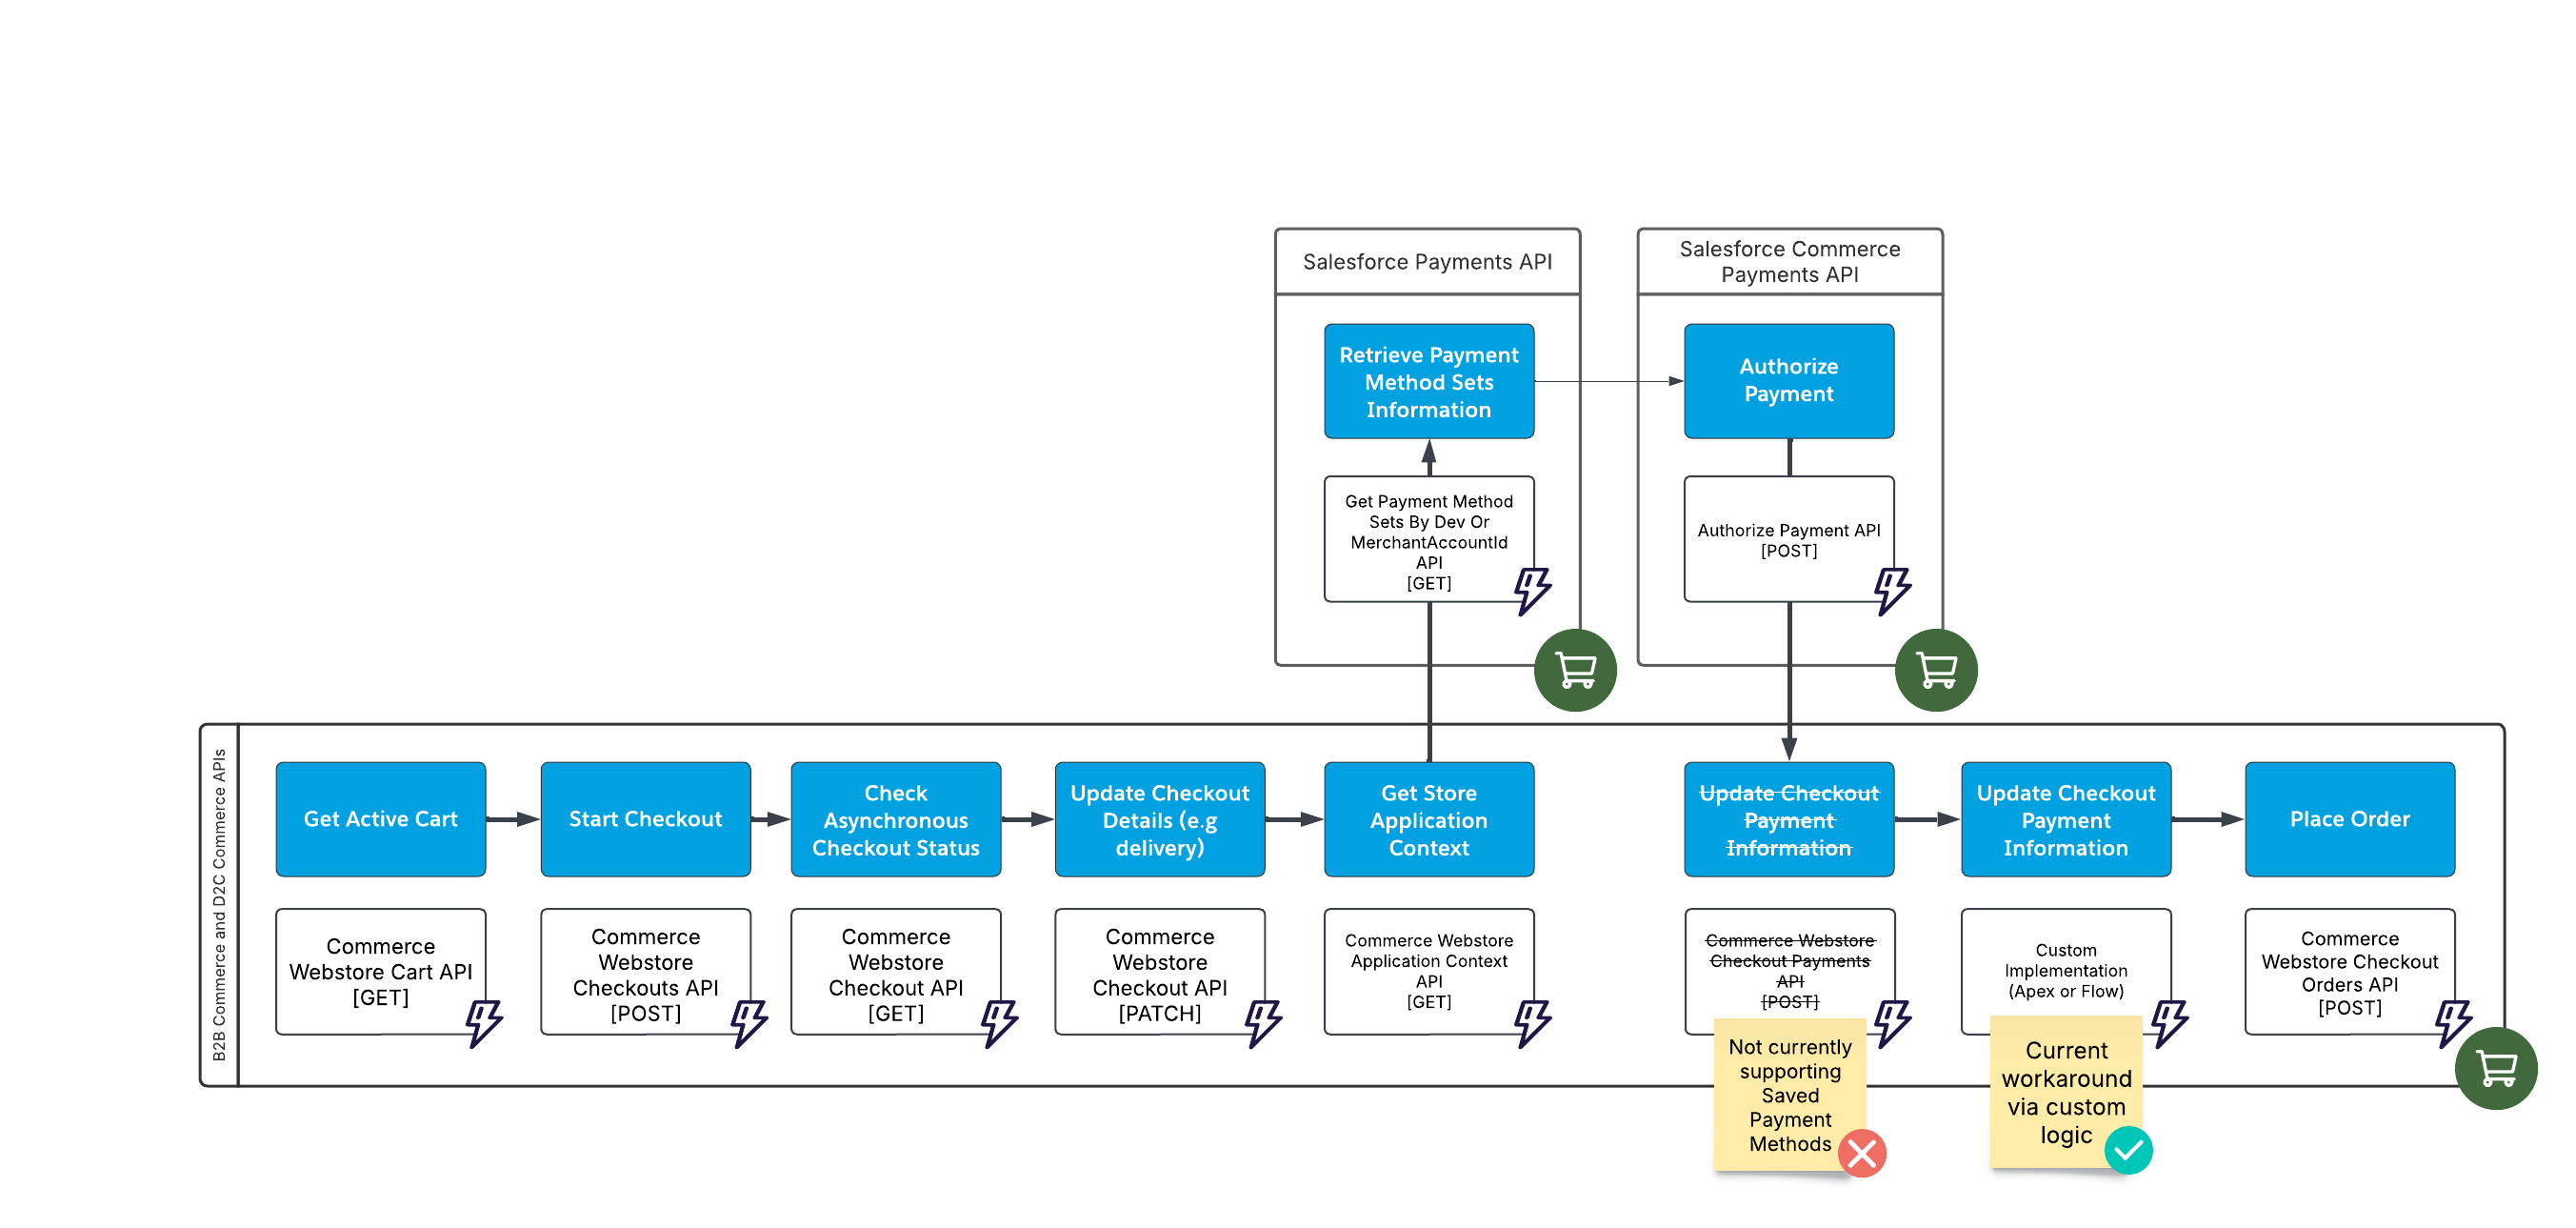 Salesforce Payments API
Salesforce Commerce
Payments API
Retrieve Payment
Method Sets
Information
Authorize
Payment
Get Payment Method
Sets By Dev Or
MerchantAccountId
API
[GET]
Authorize Payment API
[POST]
B2B Commerce and D2C Commerce APIs
Get Active Cart
Start Checkout
Check
Asynchronous
Checkout Status
Update Checkout
Details (e.g
delivery)
Get Store
Application
Context
Update Checkout
Payment
Information
Update Checkout
Payment
Information
Place Order
Commerce
Webstore Cart API
[GET]
Commerce
Webstore
Checkouts API
[POST]
Commerce
Webstore
Checkout API
[GET]
Commerce
Webstore
Checkout API
[PATCH]
Commerce Webstore
Application Context
API
[GET]
Commerce Webstore
Checkout Payments
API
[POST]
Custom
Implementation
(Apex or Flow)
Commerce
Webstore Checkout
Orders API
[POST]
Not currently
supporting
Saved
Payment
Methods
Current
workaround
via custom
logic